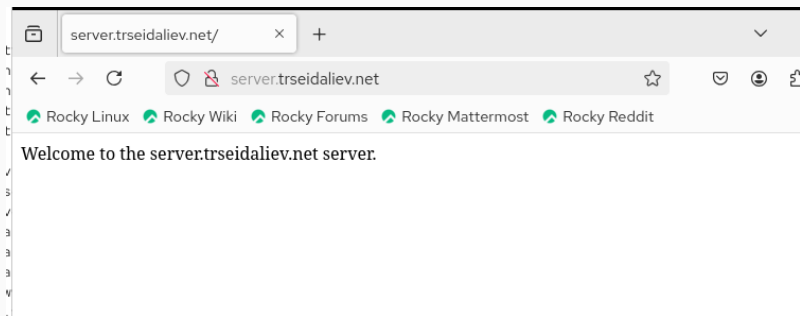 server.trseidaliev.net/
server.trseidaliev.net
Rocky Linux Rocky Wiki Rocky Forums Rocky Mattermost Rocky Reddit
Welcome to the server.trseidaliev.net server.